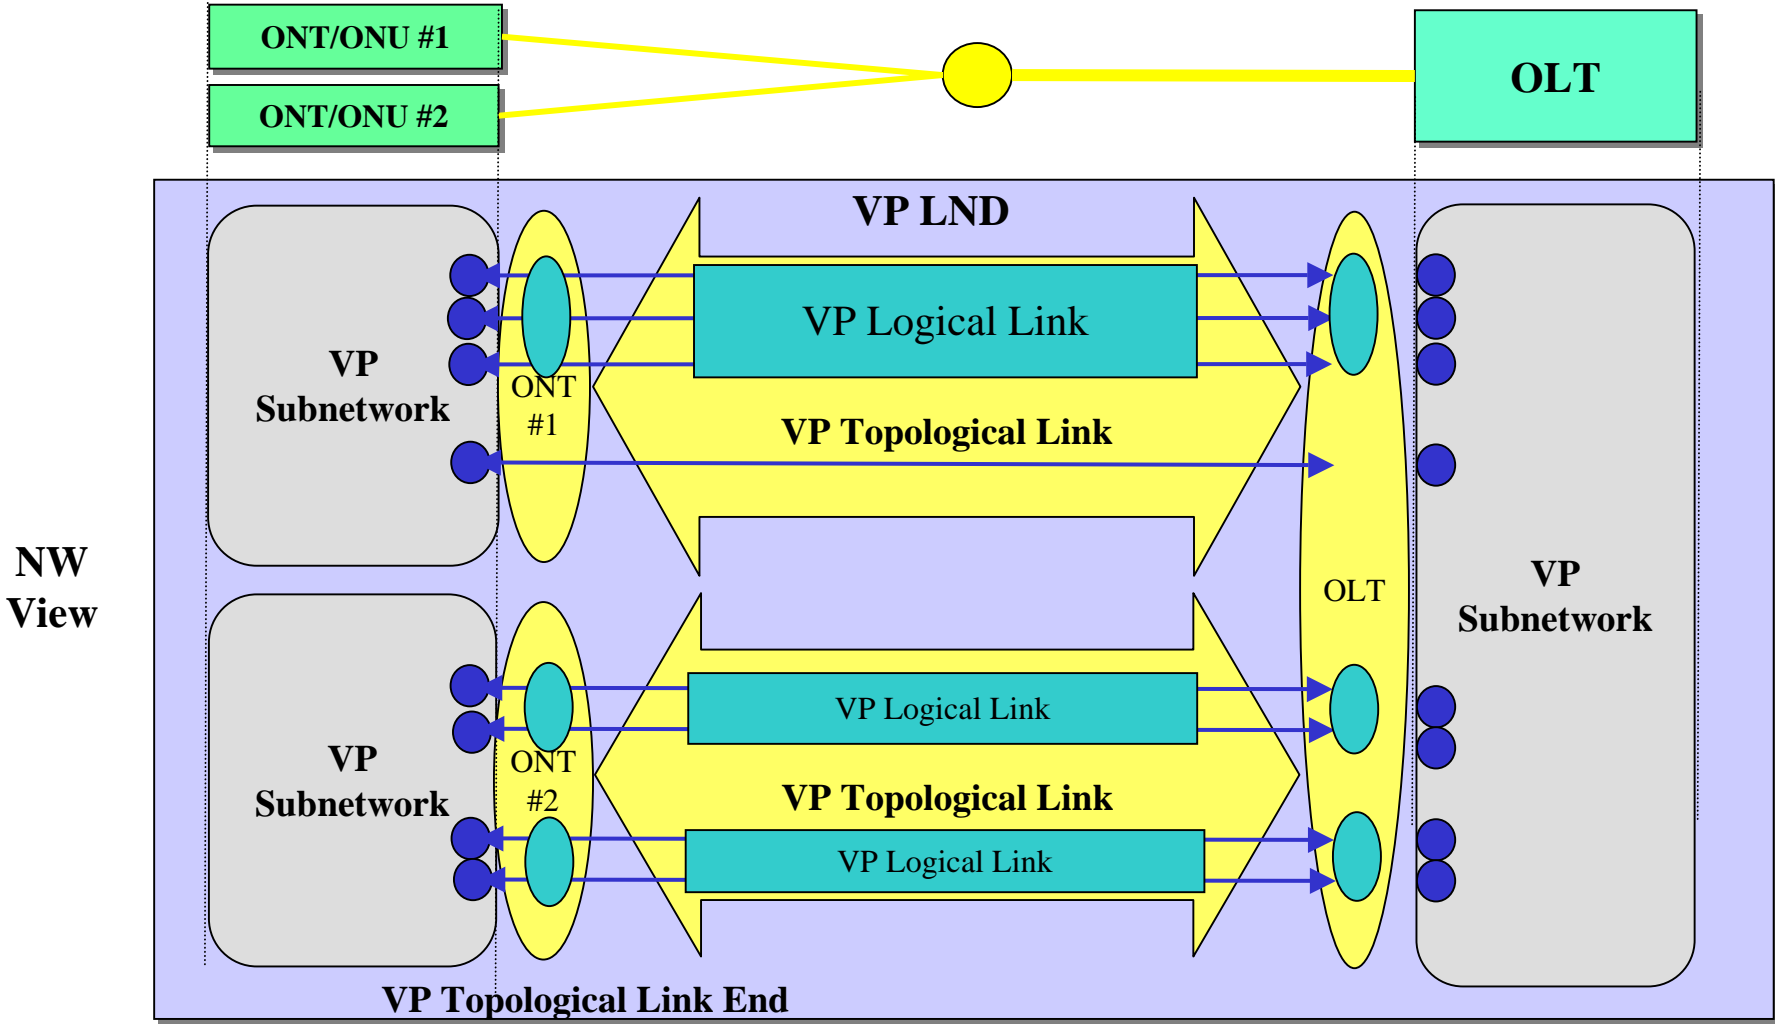 ONT/ONU #1
ONT/ONU #2
OLT
NW
View
VP LND
VP
Subnetwork
ONT
#1
VP Logical Link
VP Topological Link
OLT
VP
Subnetwork
VP
Subnetwork
ONT
#2
VP Logical Link
VP Topological Link
VP Logical Link
VP Topological Link End